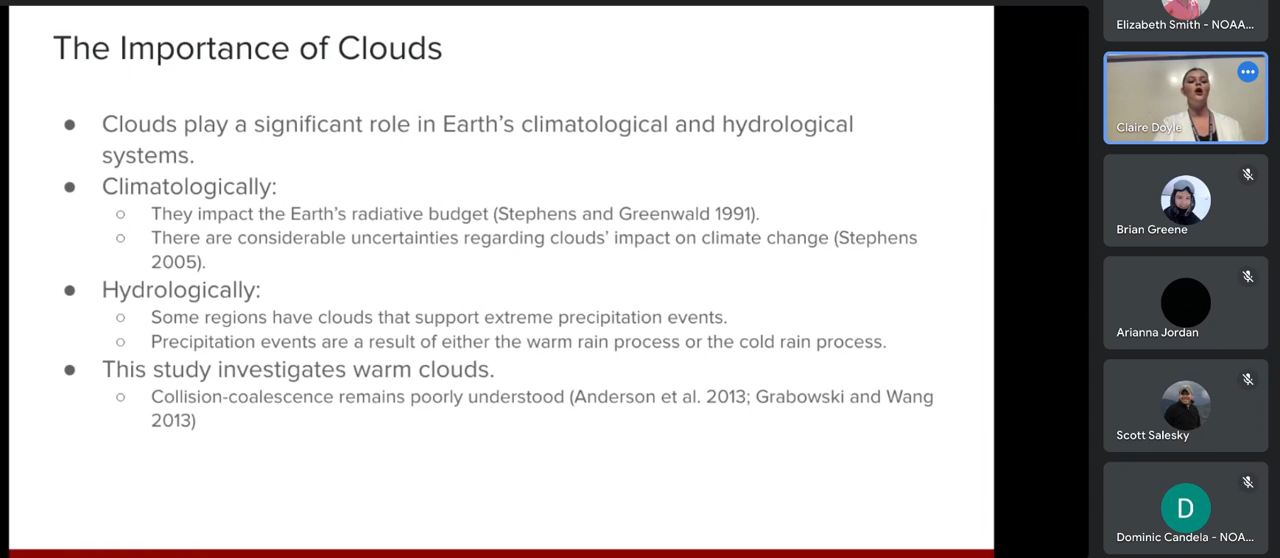 The Importance of Clouds
● Clouds play a significant role in Earth's climatological and hydrological
systems.
● Climatologically:
○ They impact the Earth's radiative budget (Stephens and Greenwald 1991).
○ There are considerable uncertainties regarding clouds' impact on climate change (Stephens
2005).
● Hydrologically:
○ Some regions have clouds that support extreme precipitation events.
○ Precipitation events are a result of either the warm rain process or the cold rain process.
● This study investigates warm clouds.
○ Collision-coalescence remains poorly understood (Anderson et al. 2013; Grabowski and Wang
2013)
Elizabeth Smith - NOAA...
Claire Doyle
Brian Greene
Arianna Jordan
Scott Salesky
D
Dominic Candela - NOA...